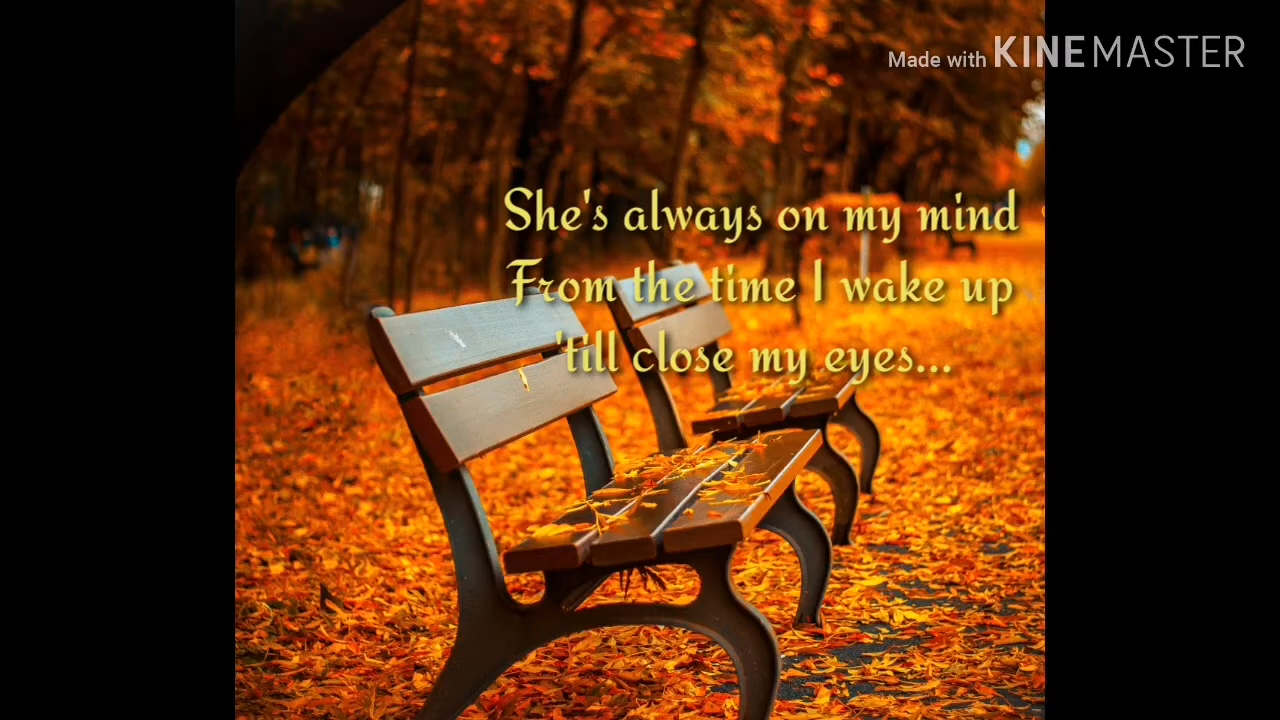 Made with KINEMASTER
She's always on my mind
From the time I wake up
'till close my eyes...